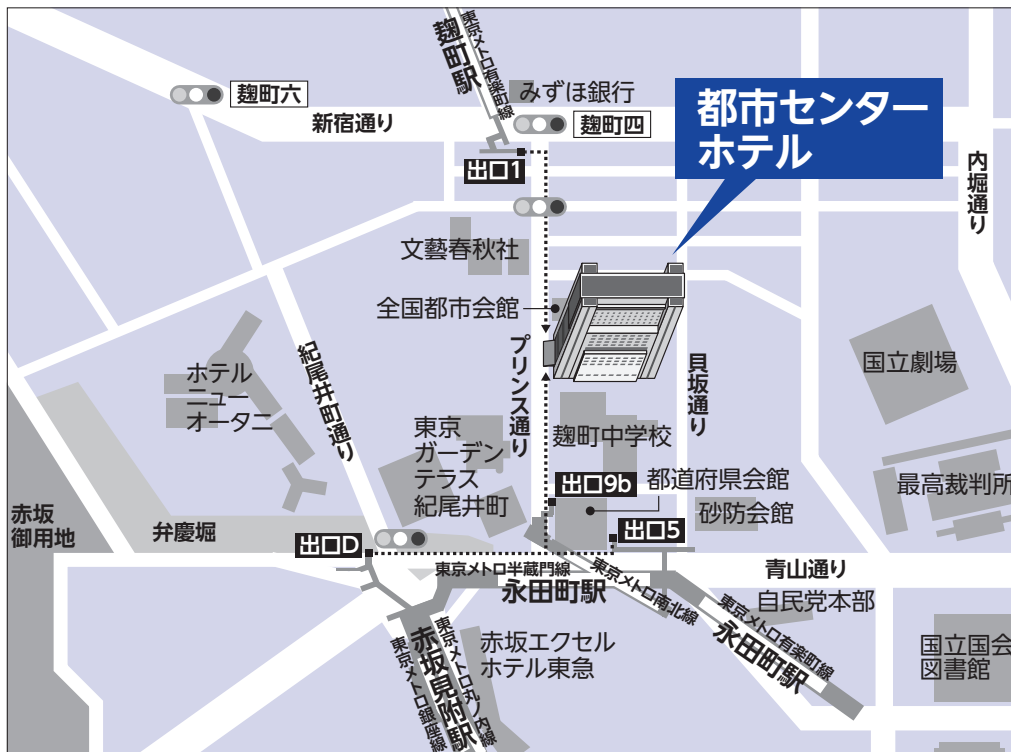 東京メトロ有楽町線
麹町駅
みずほ銀行
麹町六
新宿通り
麹町四
都市センター
ホテル
出口1
内堀通り
文藝春秋社
全国都市会館
プリンス通り
貝坂通り
国立劇場
紀尾井町通り
ホテル
ニュー
オータニ
東京
ガーデン
テラス
紀尾井町
麹町中学校
出口9b
都道府県会館
最高裁判所
砂防会館
出口5
赤坂
御用地
弁慶堀
出口D
東京メトロ半蔵門線
永田町駅
東京メトロ南北線
青山通り
自民党本部
東京メトロ有楽町線
永田町駅
国立国会
図書館
赤坂エクセル
ホテル東急
東京メトロ丸ノ内線
赤坂見附駅
東京メトロ銀座線